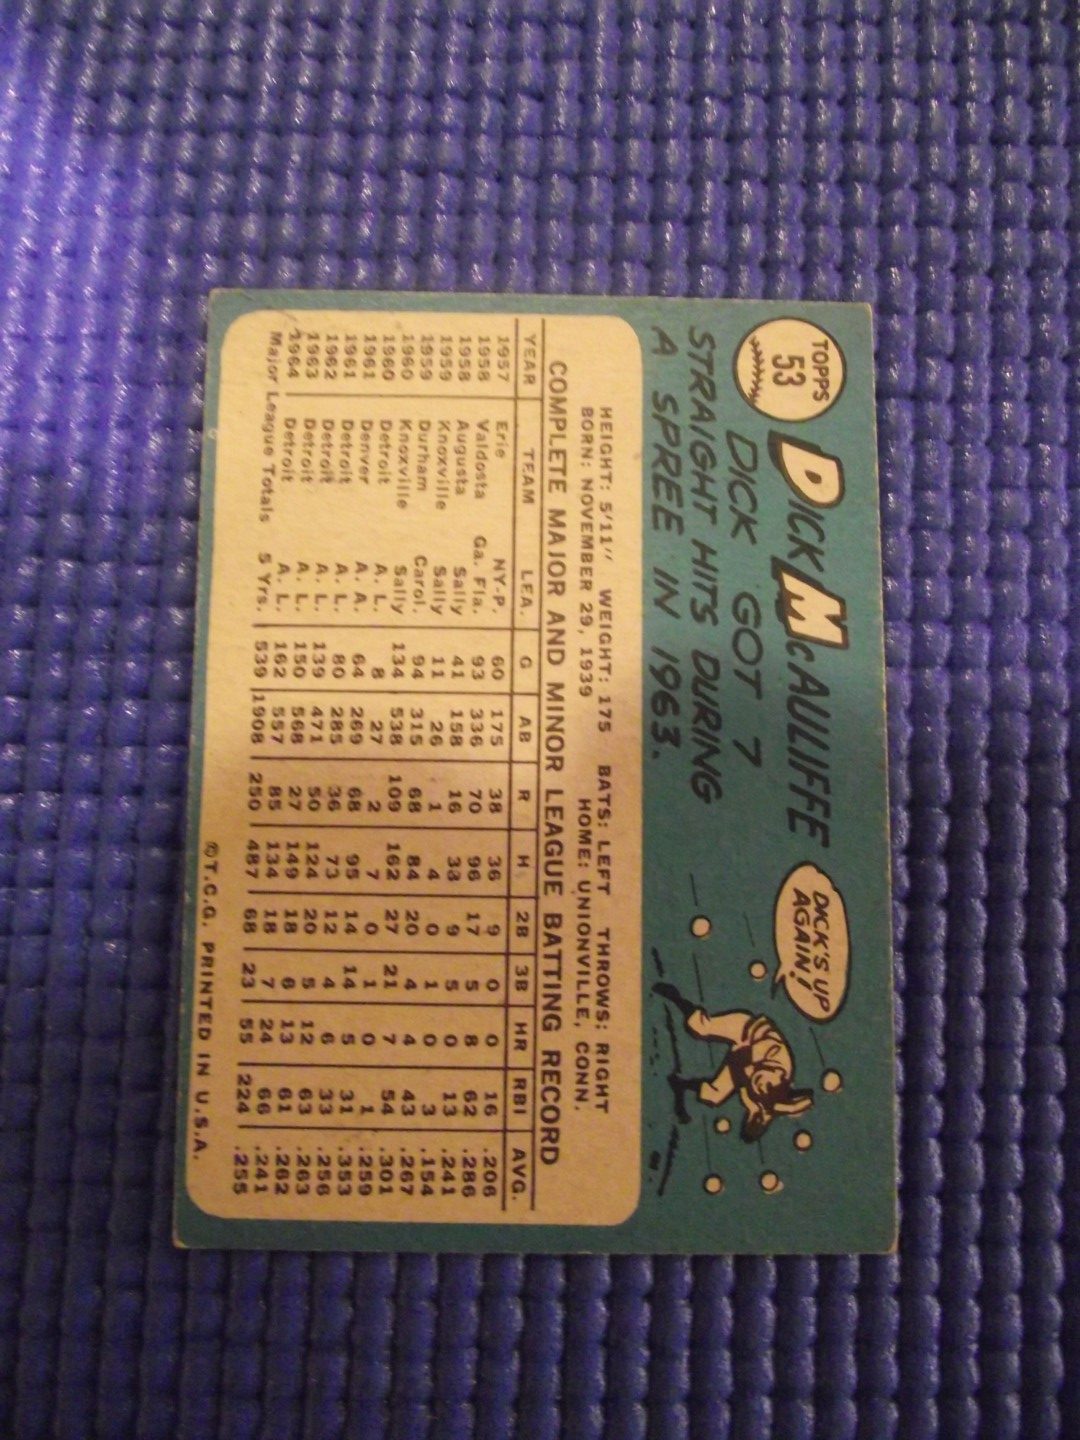 TOPPS
53
DICK McAULIFFE
DICK GOT 7
STRAIGHT HITS DURING
A SPREE IN 1963.
DICK'S UP
AGAIN!
HEIGHT: 5'11" WEIGHT: 175 BATS: LEFT THROWS: RIGHT
BORN: NOVEMBER 29, 1939 HOME: UNIONVILLE, CONN.
COMPLETE MAJOR AND MINOR LEAGUE BATTING RECORD
YEAR TEAM LEA. G AB R H 2B 3B HR RBI AVG.
1957 Erie NY-P. 60 175 38 36 9 0 0 16 .206
1958 Valdosta Ga. Fla. 93 336 70 96 17 5 8 62 .286
1958 Augusta Sally 41 158 16 33 9 5 0 13 .241
1959 Knoxville Sally 11 26 1 4 0 1 0 3 .154
1959 Durham Carol. 94 315 68 84 20 4 4 43 .267
1960 Knoxville Sally 134 538 109 162 27 21 7 54 .301
1960 Detroit A. L. 8 27 2 7 0 1 0 1 .259
1961 Denver A. A. 64 269 68 95 14 14 5 31 .353
1961 Detroit A. L. 80 285 36 73 12 4 6 33 .256
1962 Detroit A. L. 139 471 50 124 20 5 12 63 .263
1963 Detroit A. L. 150 568 27 149 18 6 13 61 .262
1964 Detroit A. L. 162 557 85 134 18 7 24 66 .241
Major League Totals 5 Yrs. 539 1908 250 487 68 23 55 224 .255
©T.C.G. PRINTED IN U.S.A.